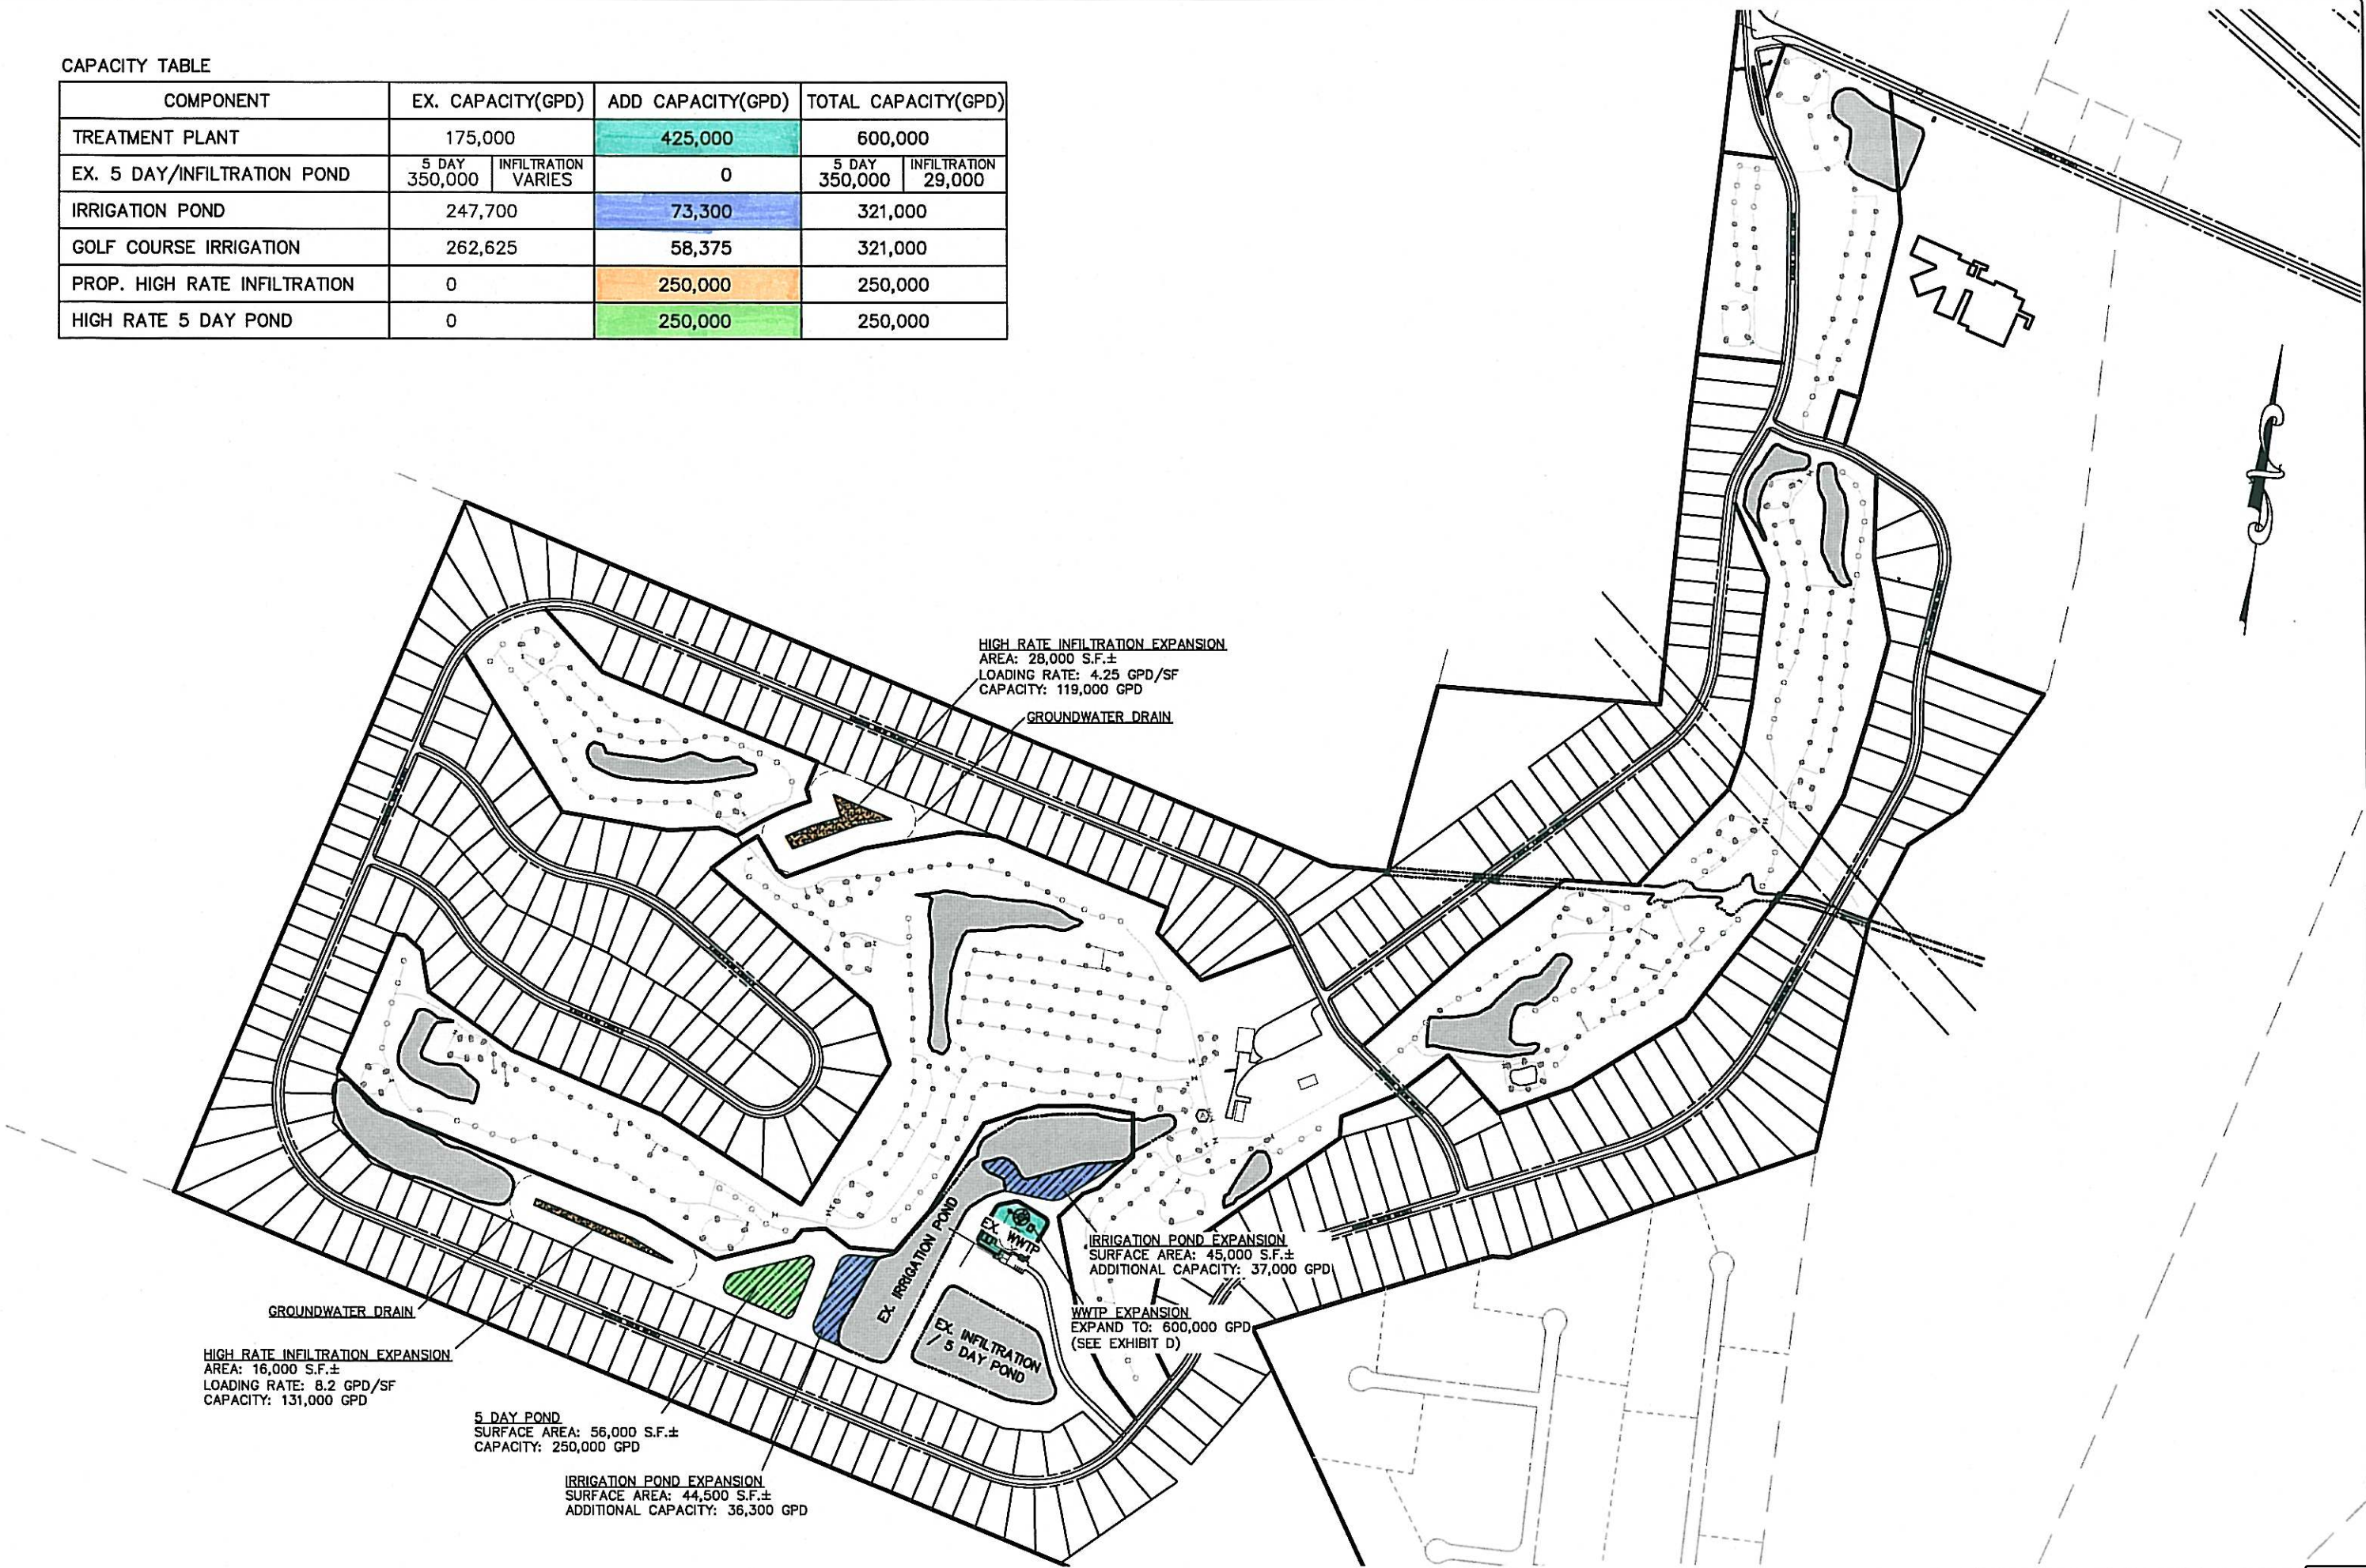 CAPACITY TABLE
COMPONENT EX. CAPACITY(GPD) ADD CAPACITY(GPD) TOTAL CAPACITY(GPD)
TREATMENT PLANT 175,000 425,000 600,000
EX. 5 DAY/INFILTRATION POND 5 DAY 350,000 INFILTRATION VARIES 0 5 DAY 350,000 INFILTRATION 29,000
IRRIGATION POND 247,700 73,300 321,000
GOLF COURSE IRRIGATION 262,625 58,375 321,000
PROP. HIGH RATE INFILTRATION 0 250,000 250,000
HIGH RATE 5 DAY POND 0 250,000 250,000
HIGH RATE INFILTRATION EXPANSION
AREA: 28,000 S.F.±
LOADING RATE: 4.25 GPD/SF
CAPACITY: 119,000 GPD
GROUNDWATER DRAIN
EX. IRRIGATION POND
EX. WWTP
EX. INFILTRATION
/ 5 DAY POND
IRRIGATION POND EXPANSION
SURFACE AREA: 45,000 S.F.±
ADDITIONAL CAPACITY: 37,000 GPD
WWTP EXPANSION
EXPAND TO: 600,000 GPD
(SEE EXHIBIT D)
GROUNDWATER DRAIN
HIGH RATE INFILTRATION EXPANSION
AREA: 16,000 S.F.±
LOADING RATE: 8.2 GPD/SF
CAPACITY: 131,000 GPD
5 DAY POND
SURFACE AREA: 56,000 S.F.±
CAPACITY: 250,000 GPD
IRRIGATION POND EXPANSION
SURFACE AREA: 44,500 S.F.±
ADDITIONAL CAPACITY: 36,300 GPD